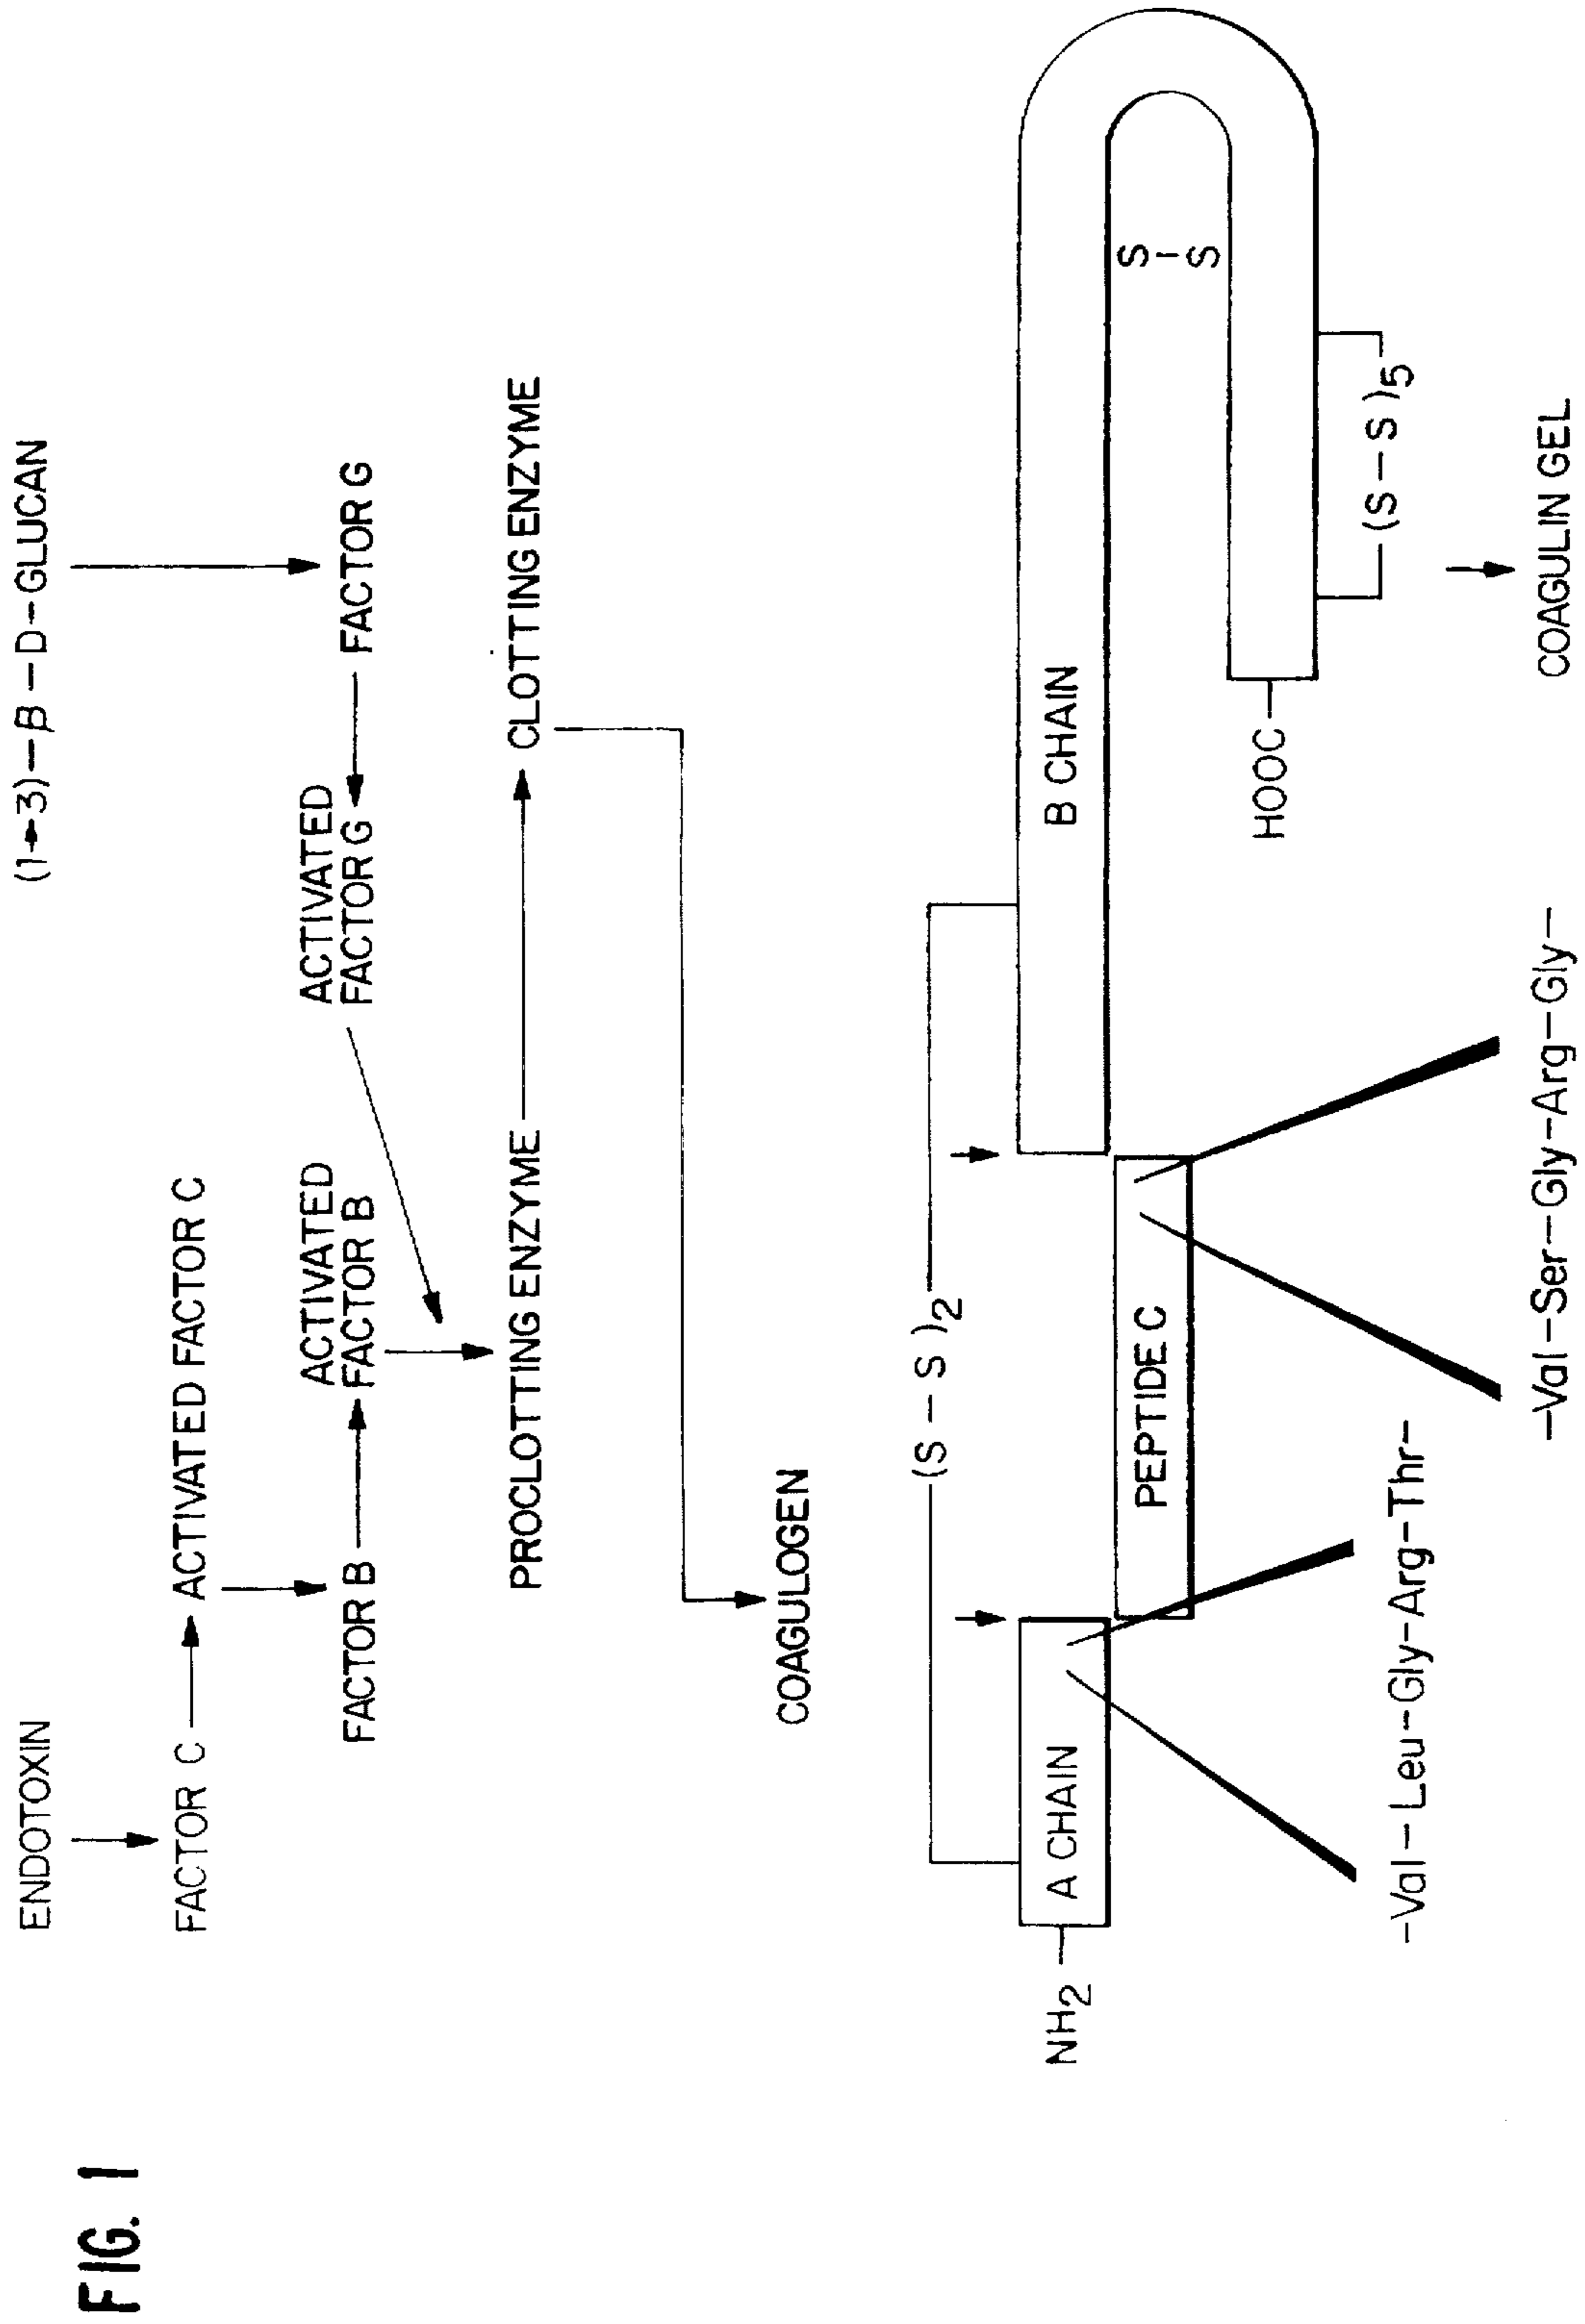 FIG. 1
ENDOTOXIN
(1→3)–β–D–GLUCAN
FACTOR C
ACTIVATED FACTOR C
FACTOR B
ACTIVATED
FACTOR B
ACTIVATED
FACTOR G
FACTOR G
PROCLOTTING ENZYME
CLOTTING ENZYME
COAGULOGEN
(S–S)2
NH2
A CHAIN
B CHAIN
PEPTIDE C
S–S
HOOC
(S–S)5
–Val–Leu–Gly–Arg–Thr–
–Val–Ser–Gly–Arg–Gly–
COAGULIN GEL